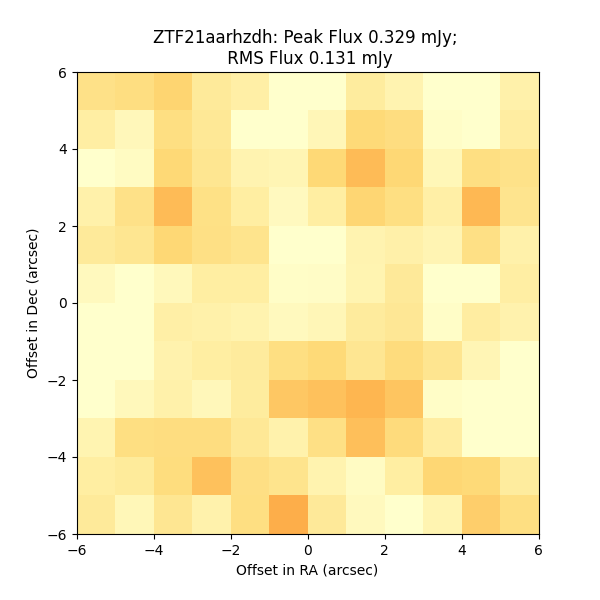 ZTF21aarhzdh: Peak Flux 0.329 mJy;
RMS Flux 0.131 mJy
6
4
2
0
−2
−4
−6
Offset in Dec (arcsec)
−6 −4 −2 0 2 4 6
Offset in RA (arcsec)